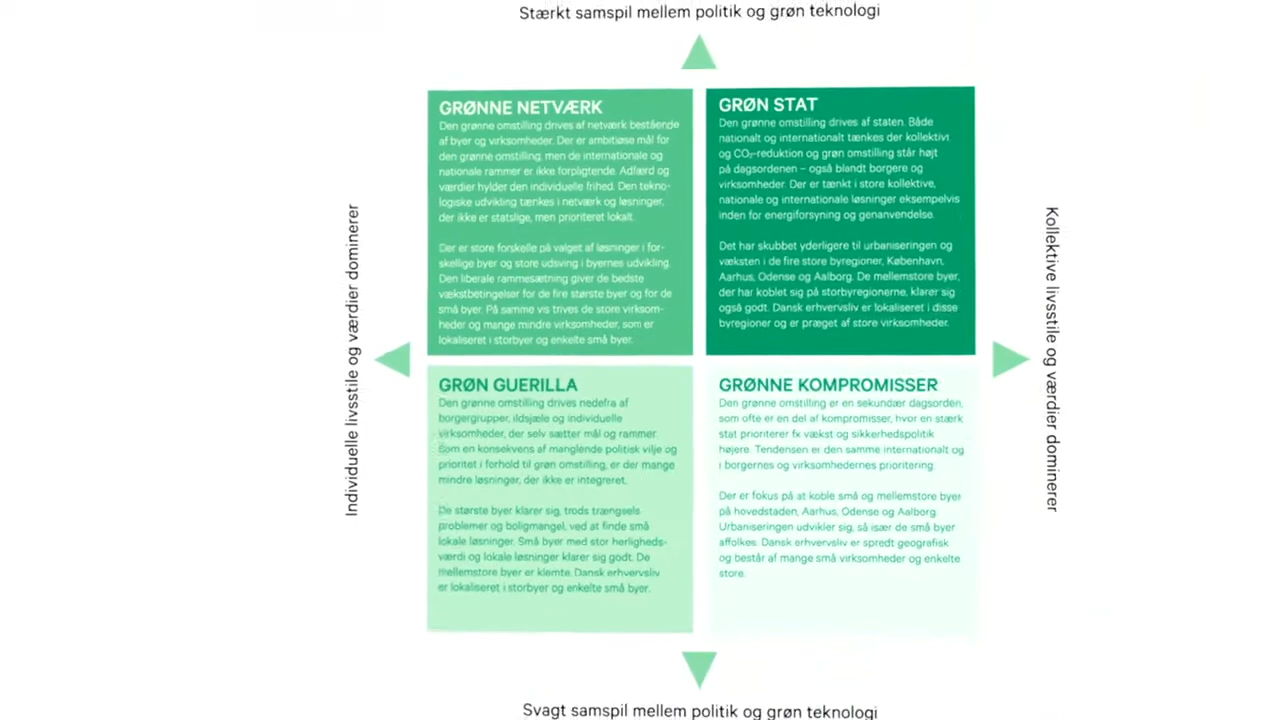 Stærkt samspil mellem politik og grøn teknologi
GRØNNE NETVÆRK
Den grønne omstilling drives af netværk bestående
af byer og virksomheder. Der er ambitiøse mål for
den grønne omstilling, men de internationale og
nationale rammer er ikke forpligtende. Adfærd og
værdier hylder den individuelle frihed. Den tekno-
logiske udvikling tænkes i netværk og løsninger,
der ikke er statslige, men prioriteret lokalt.
Der er store forskelle på valget af løsninger i for-
skellige byer og store udsving i byernes udvikling.
Den liberale rammesætning giver de bedste
vækstbetingelser for de fire største byer og for de
små byer. På samme vis trives de store virksom-
heder og mange mindre virksomheder, som er
lokaliseret i storbyer og enkelte små byer.
GRØN STAT
Den grønne omstilling drives af staten. Både
nationalt og internationalt tænkes der kollektivt
og CO₂-reduktion og grøn omstilling står højt
på dagsordenen – også blandt borgere og
virksomheder. Der er tænkt i store kollektive,
nationale og internationale løsninger eksempelvis
inden for energiforsyning og genanvendelse.
Det har skubbet yderligere til urbaniseringen og
væksten i de fire store byregioner, København,
Aarhus, Odense og Aalborg. De mellemstore byer,
der har koblet sig på storbyregionerne, klarer sig
også godt. Dansk erhvervsliv er lokaliseret i disse
byregioner og er præget af store virksomheder.
Individuelle livsstile og værdier dominerer
Kollektive livsstile og værdier dominerer
GRØN GUERILLA
Den grønne omstilling drives nedefra af
borgergrupper, ildsjæle og individuelle
virksomheder, der selv sætter mål og rammer.
Som en konsekvens af manglende politisk vilje og
prioritet i forhold til grøn omstilling, er der mange
mindre løsninger, der ikke er integreret.
De største byer klarer sig, trods trængsels
problemer og boligmangel, ved at finde små
lokale løsninger. Små byer med stor herligheds-
værdi og lokale løsninger klarer sig godt. De
mellemstore byer er klemte. Dansk erhvervsliv
er lokaliseret i storbyer og enkelte små byer.
GRØNNE KOMPROMISSER
Den grønne omstilling er en sekundær dagsorden,
som ofte er en del af kompromisser, hvor en stærk
stat prioriterer fx vækst og sikkerhedspolitik
højere. Tendensen er den samme internationalt og
i borgernes og virksomhedernes prioritering.
Der er fokus på at koble små og mellemstore byer
på hovedstaden, Aarhus, Odense og Aalborg.
Urbaniseringen udvikler sig, så især de små byer
affolkes. Dansk erhvervsliv er spredt geografisk
og består af mange små virksomheder og enkelte
store.
Svagt samspil mellem politik og grøn teknologi